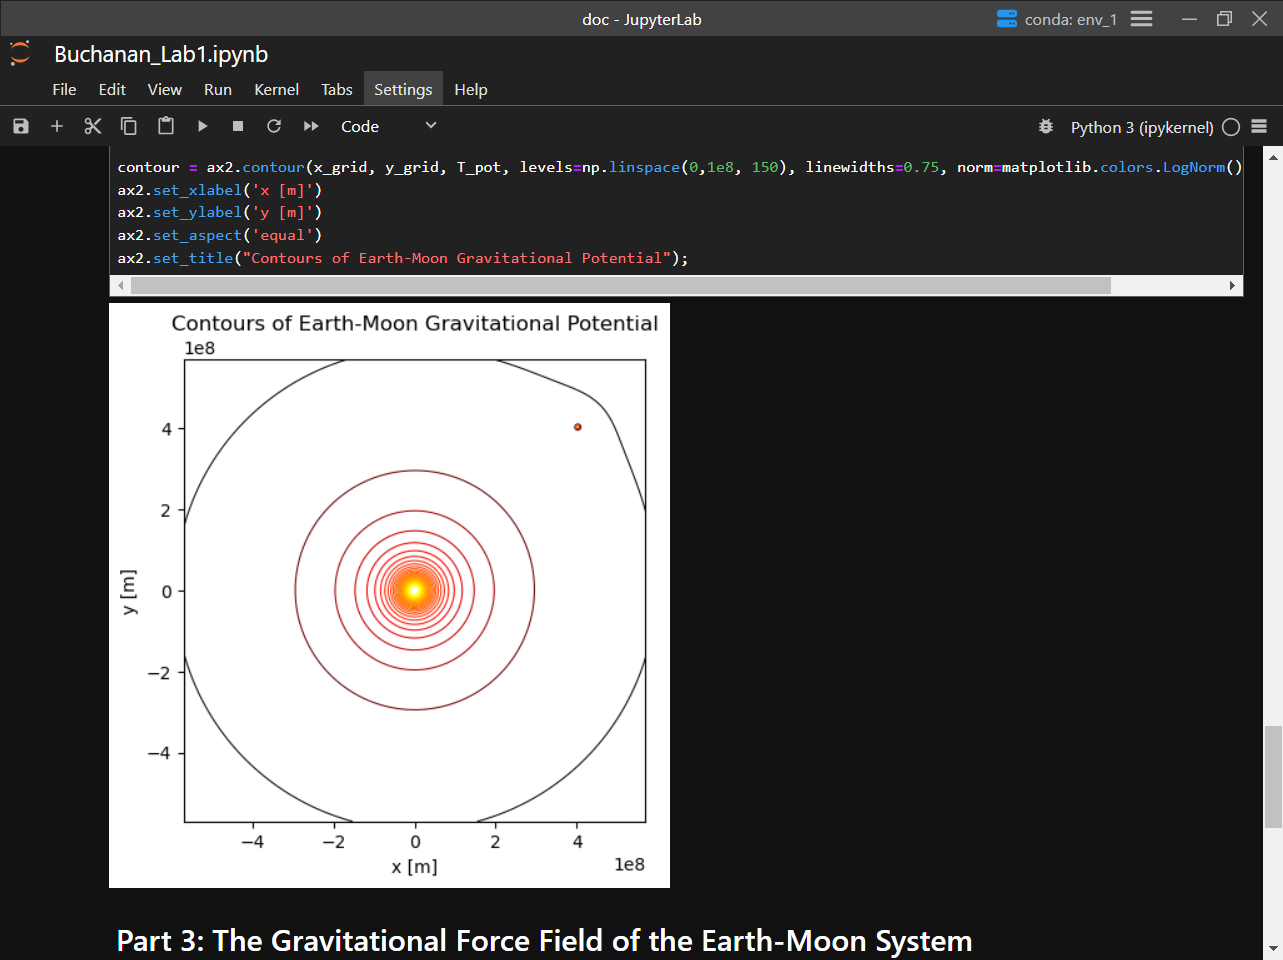 doc - JupyterLab
conda: env_1
Buchanan_Lab1.ipynb
File Edit View Run Kernel Tabs Settings Help
Code
Python 3 (ipykernel)
contour = ax2.contour(x_grid, y_grid, T_pot, levels=np.linspace(0,1e8, 150), linewidths=0.75, norm=matplotlib.colors.LogNorm()
ax2.set_xlabel('x [m]')
ax2.set_ylabel('y [m]')
ax2.set_aspect('equal')
ax2.set_title("Contours of Earth-Moon Gravitational Potential");
Contours of Earth-Moon Gravitational Potential
1e8
4
2
0
−2
−4
y [m]
−4 −2 0 2 4
x [m]
1e8
Part 3: The Gravitational Force Field of the Earth-Moon System